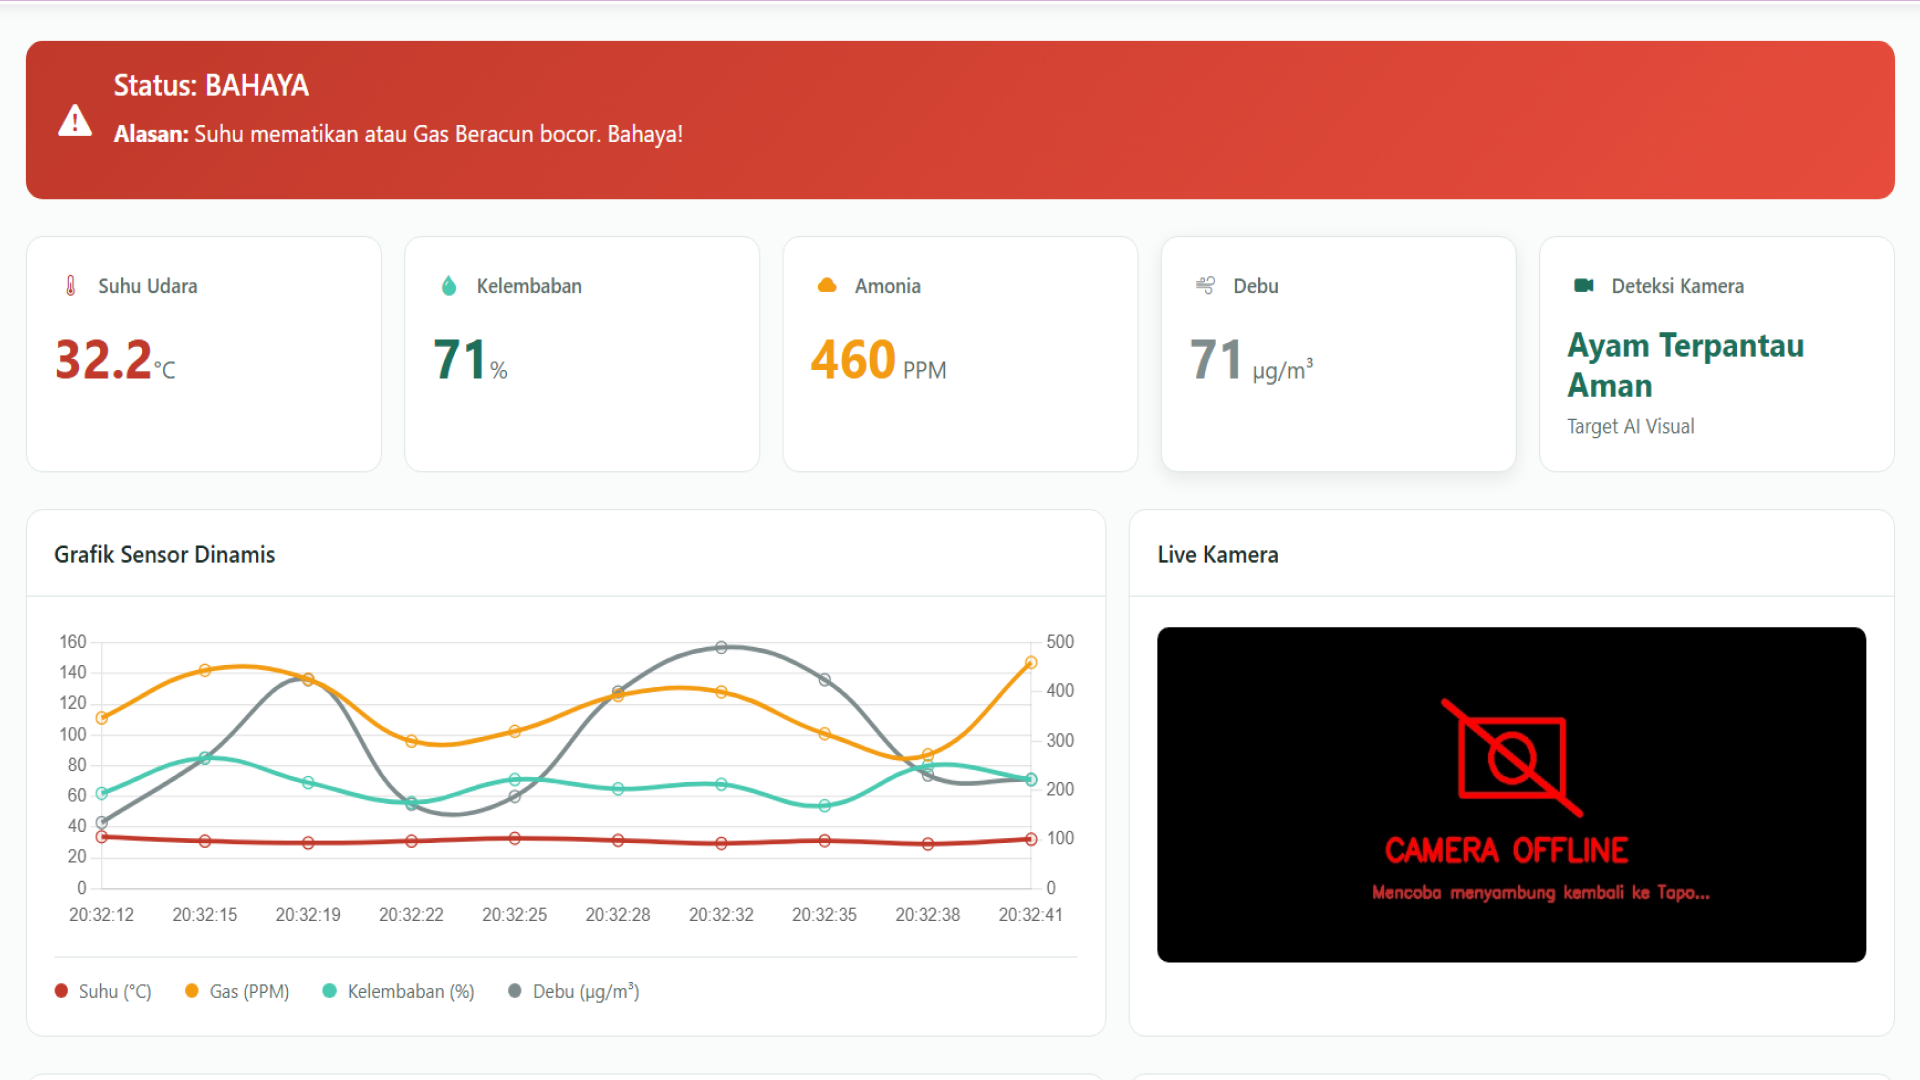 Status: BAHAYA
Alasan: Suhu mematikan atau Gas Beracun bocor. Bahaya!
Suhu Udara
32.2°C
Kelembaban
71%
Amonia
460 PPM
Debu
71 µg/m³
Deteksi Kamera
Ayam Terpantau
Aman
Target AI Visual
Grafik Sensor Dinamis
160
140
120
100
80
60
40
20
0
500
400
300
200
100
0
20:32:12 20:32:15 20:32:19 20:32:22 20:32:25 20:32:28 20:32:32 20:32:35 20:32:38 20:32:41
Suhu (°C) Gas (PPM) Kelembaban (%) Debu (µg/m³)
Live Kamera
CAMERA OFFLINE
Mencoba menyambung kembali ke Tapo...